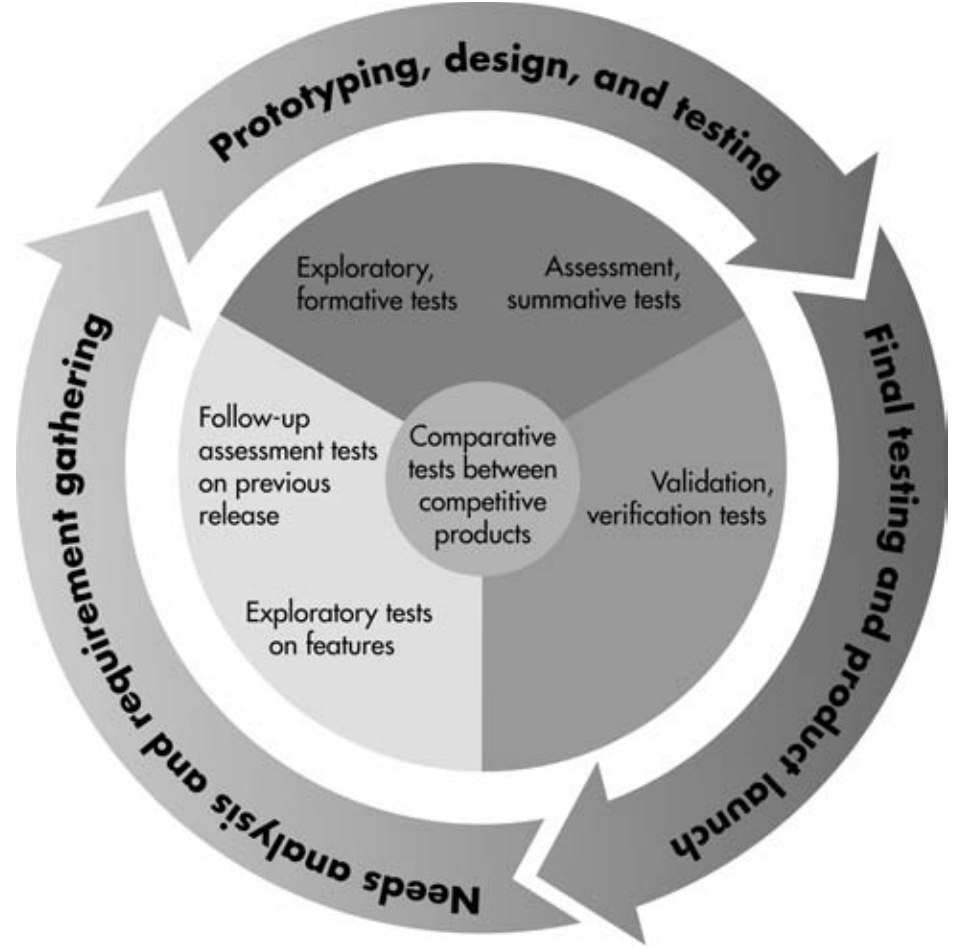 Prototyping, design, and testing
Exploratory,
formative tests
Assessment,
summative tests
Final testing and product launch
Follow-up
assessment tests
on previous
release
Comparative
tests between
competitive
products
Validation,
verification tests
Exploratory tests
on features
Needs analysis and requirement gathering